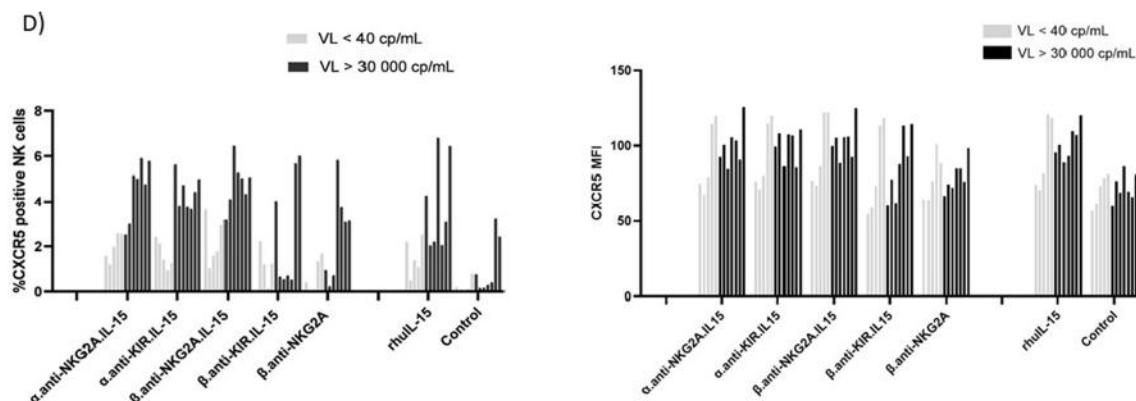 D)
VL < 40 cp/mL
VL > 30 000 cp/mL
%CXCR5 positive NK cells
8
6
4
2
0
α.anti-NKG2A.IL-15
α.anti-KIR.IL-15
β.anti-NKG2A.IL-15
β.anti-KIR.IL-15
β.anti-NKG2A
rhuIL-15
Control
VL < 40 cp/mL
VL > 30 000 cp/mL
CXCR5 MFI
150
100
50
0
α.anti-NKG2A.IL15
α.anti-KIR.IL15
β.anti-NKG2A.IL15
β.anti-KIR.IL15
β.anti-NKG2A
rhuIL-15
Control